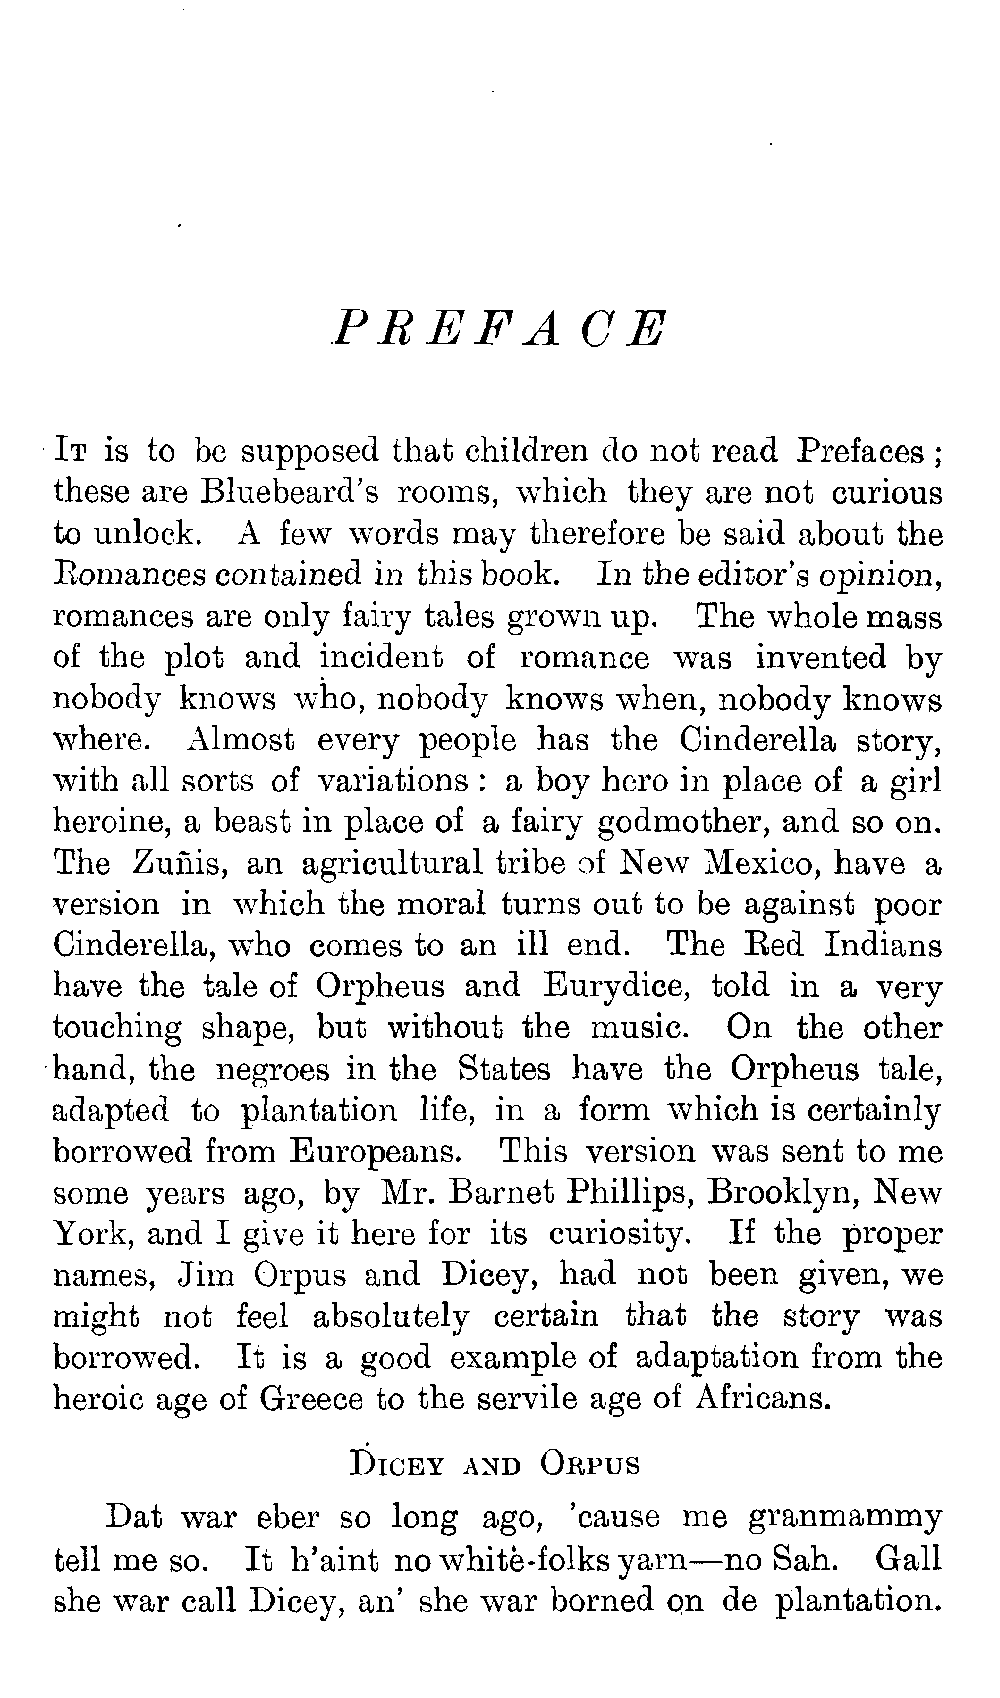 PREFACE
IT is to be supposed that children do not read Prefaces ;
these are Bluebeard's rooms, which they are not curious
to unlock. A few words may therefore be said about the
Romances contained in this book. In the editor's opinion,
romances are only fairy tales grown up. The whole mass
of the plot and incident of romance was invented by
nobody knows who, nobody knows when, nobody knows
where. Almost every people has the Cinderella story,
with all sorts of variations : a boy hero in place of a girl
heroine, a beast in place of a fairy godmother, and so on.
The Zuñis, an agricultural tribe of New Mexico, have a
version in which the moral turns out to be against poor
Cinderella, who comes to an ill end. The Red Indians
have the tale of Orpheus and Eurydice, told in a very
touching shape, but without the music. On the other
hand, the negroes in the States have the Orpheus tale,
adapted to plantation life, in a form which is certainly
borrowed from Europeans. This version was sent to me
some years ago, by Mr. Barnet Phillips, Brooklyn, New
York, and I give it here for its curiosity. If the proper
names, Jim Orpus and Dicey, had not been given, we
might not feel absolutely certain that the story was
borrowed. It is a good example of adaptation from the
heroic age of Greece to the servile age of Africans.
DICEY AND ORPUS
Dat war eber so long ago, 'cause me granmammy
tell me so. It h'aint no white-folks yarn—no Sah. Gall
she war call Dicey, an' she war borned on de plantation.